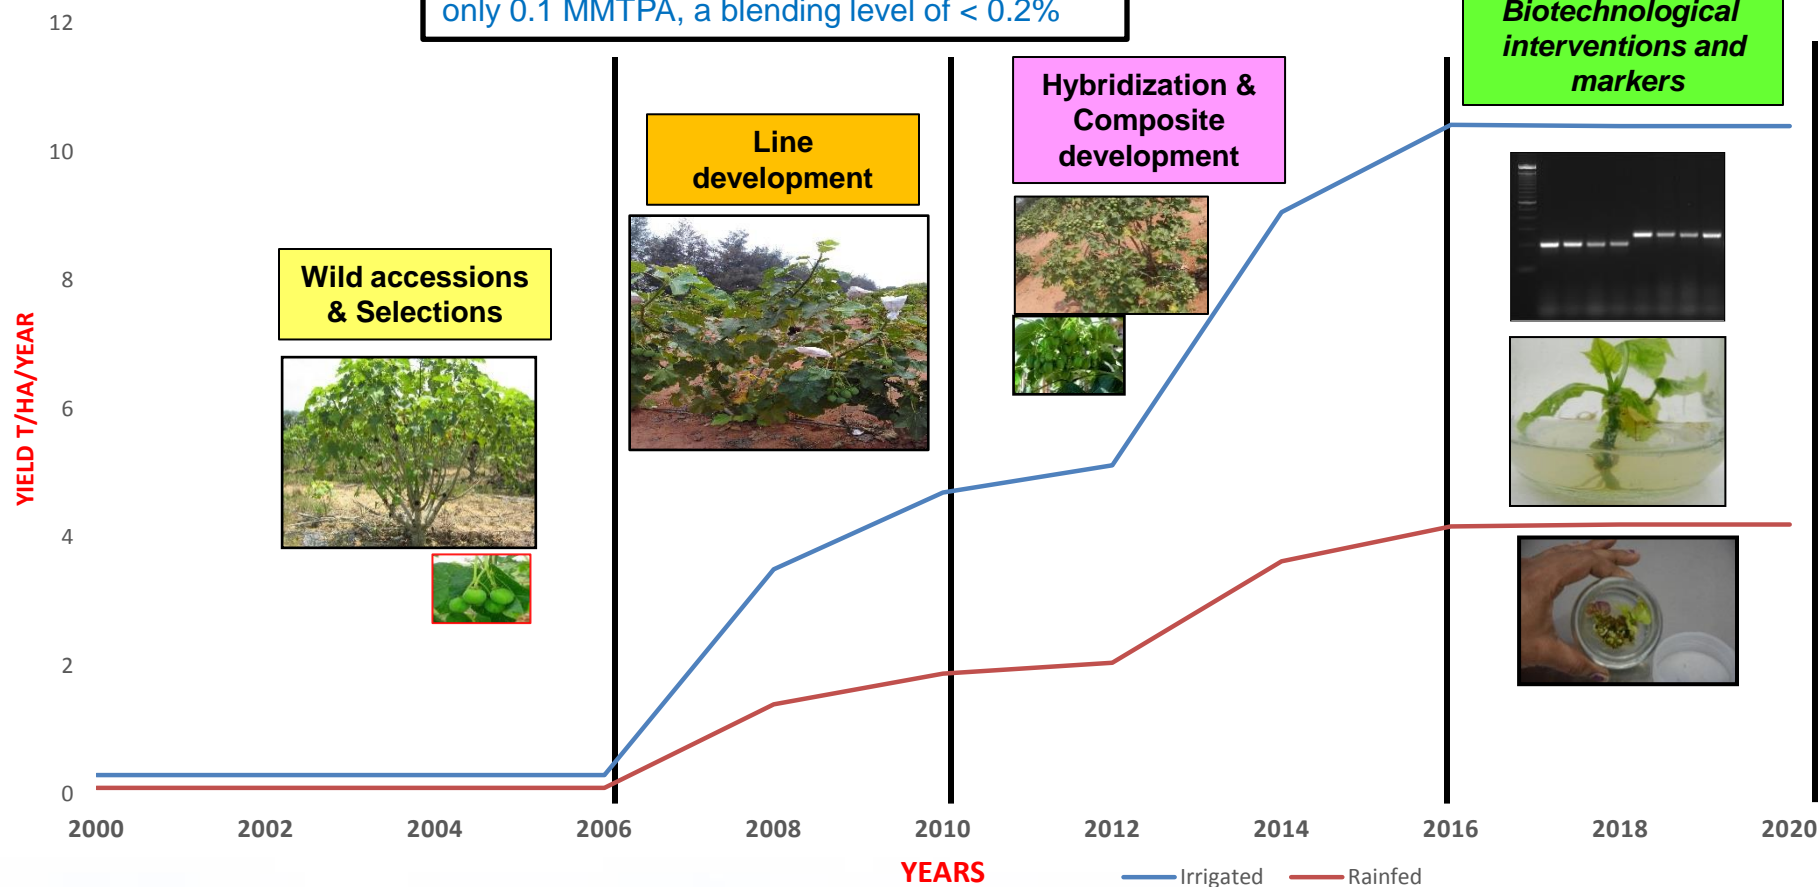 only 0.1 MMTPA, a blending level of < 0.2%
Biotechnological
interventions and
markers
Hybridization &
Composite
development
Line
development
Wild accessions
& Selections
YIELD T/HA/YEAR
12
10
8
6
4
2
0
2000 2002 2004 2006 2008 2010 2012 2014 2016 2018 2020
YEARS
Irrigated Rainfed